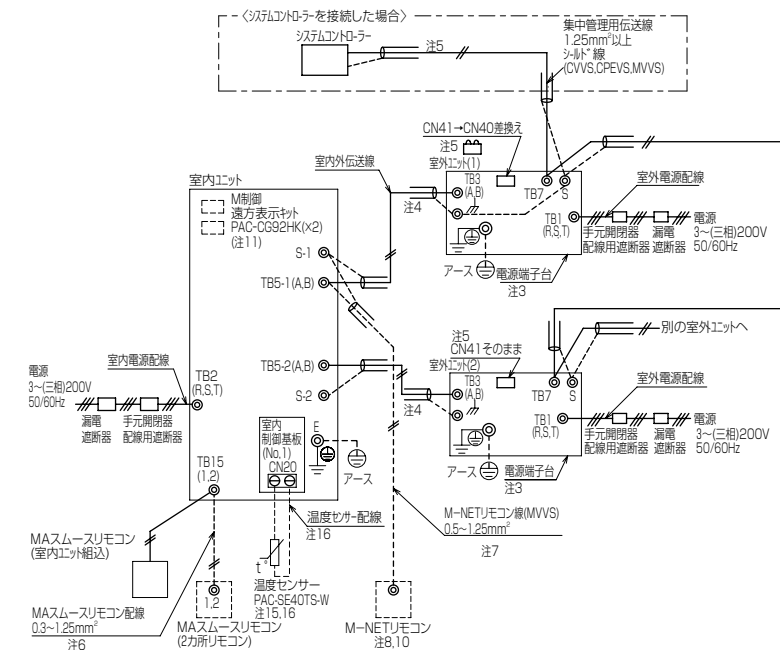 〈システムコントローラーを接続した場合〉
システムコントローラー
注5
集中管理用伝送線
1.25mm²以上
シールド線
(CVVS,CPEVS,MVVS)
CN41→CN40差換え
注5
室外ユニット(1)
室内外伝送線
注4
TB3
(A,B)
TB7
S
TB1
(R,S,T)
室外電源配線
手元開閉器
配線用遮断器
漏電
遮断器
電源
3~(三相)200V
50/60Hz
アース
電源端子台
注3
室内ユニット
M制御
遠方表示キット
PAC-CG92HK(×2)
(注11)
S-1
TB5-1(A,B)
TB5-2(A,B)
S-2
別の室外ユニットへ
注5
CN41そのまま
室外ユニット(2)
注4
TB3
(A,B)
TB7
S
TB1
(R,S,T)
室外電源配線
手元開閉器
配線用遮断器
漏電
遮断器
電源
3~(三相)200V
50/60Hz
アース
電源端子台
注3
電源
3~(三相)200V
50/60Hz
室内電源配線
漏電
遮断器
手元開閉器
配線用遮断器
TB2
(R,S,T)
TB15
(1,2)
室内
制御基板
(No.1)
CN20
E
アース
温度センサー配線
注16
M-NETリモコン線(MVVS)
0.5~1.25mm²
注7
MAスムースリモコン
(室内ユニット組込)
t°
温度センサー
PAC-SE40TS-W
注15,16
MAスムースリモコン配線
0.3~1.25mm²
注6
1,2
MAスムースリモコン
(2カ所リモコン)
M-NETリモコン
注8,10